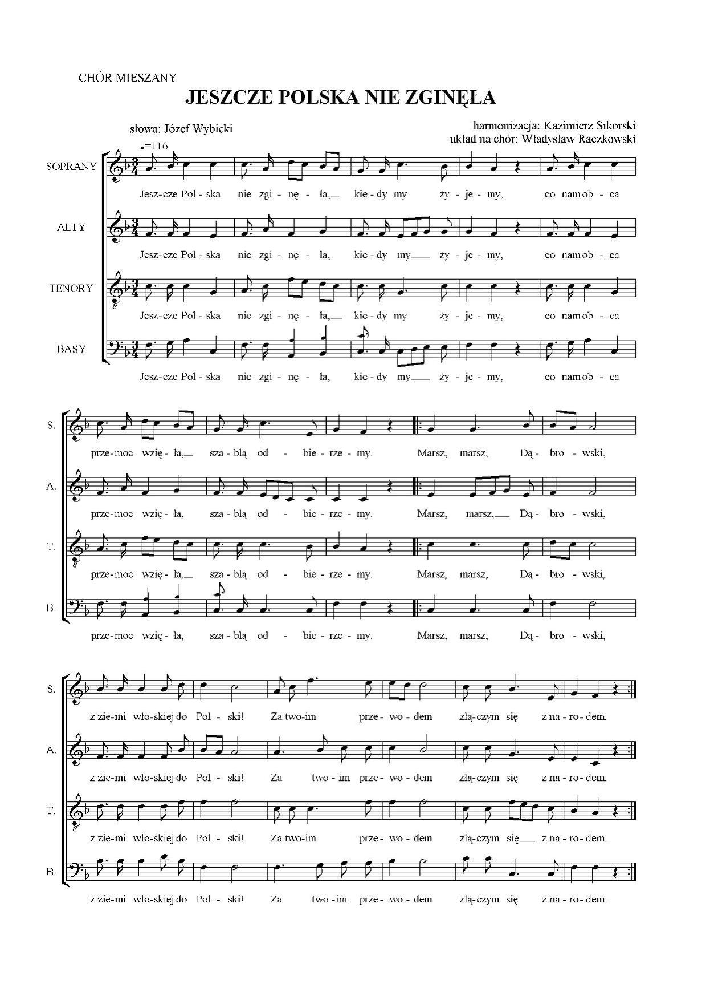 CHÓR MIESZANY
JESZCZE POLSKA NIE ZGINĘŁA
słowa: Józef Wybicki
harmonizacja: Kazimierz Sikorski
układ na chór: Władysław Raczkowski
=116
SOPRANY
Jesz-cze Pol - ska nie zgi - nę - ła, kie - dy my ży - je - my, co nam ob - ca
ALTY
Jesz-cze Pol - ska nie zgi - nę - ła, kie - dy my ży - je - my, co nam ob - ca
TENORY
Jesz-cze Pol - ska nie zgi - nę - ła, kie - dy my ży - je - my, co nam ob - ca
BASY
Jesz-cze Pol - ska nie zgi - nę - ła, kie - dy my ży - je - my, co nam ob - ca
S.
prze-moc wzię - ła, sza - blą od - bie - rze - my. Marsz, marsz, Dą - bro - wski,
A.
prze-moc wzię - ła, sza - blą od - bie - rze - my. Marsz, marsz, Dą - bro - wski,
T.
prze-moc wzię - ła, sza - blą od - bie - rze - my. Marsz, marsz, Dą - bro - wski,
B.
prze-moc wzię - ła, sza - blą od - bie - rze - my. Marsz, marsz, Dą - bro - wski,
S.
z zie-mi wło-skiej do Pol - ski! Za two-im prze - wo - dem złą-czym się z na - ro - dem.
A.
z zie-mi wło-skiej do Pol - ski! Za two - im prze - wo - dem złą-czym się z na - ro - dem.
T.
z zie-mi wło-skiej do Pol - ski! Za two-im prze - wo - dem złą-czym się z na - ro - dem.
B.
z zie-mi wło-skiej do Pol - ski! Za two - im prze - wo - dem złą-czym się z na - ro - dem.